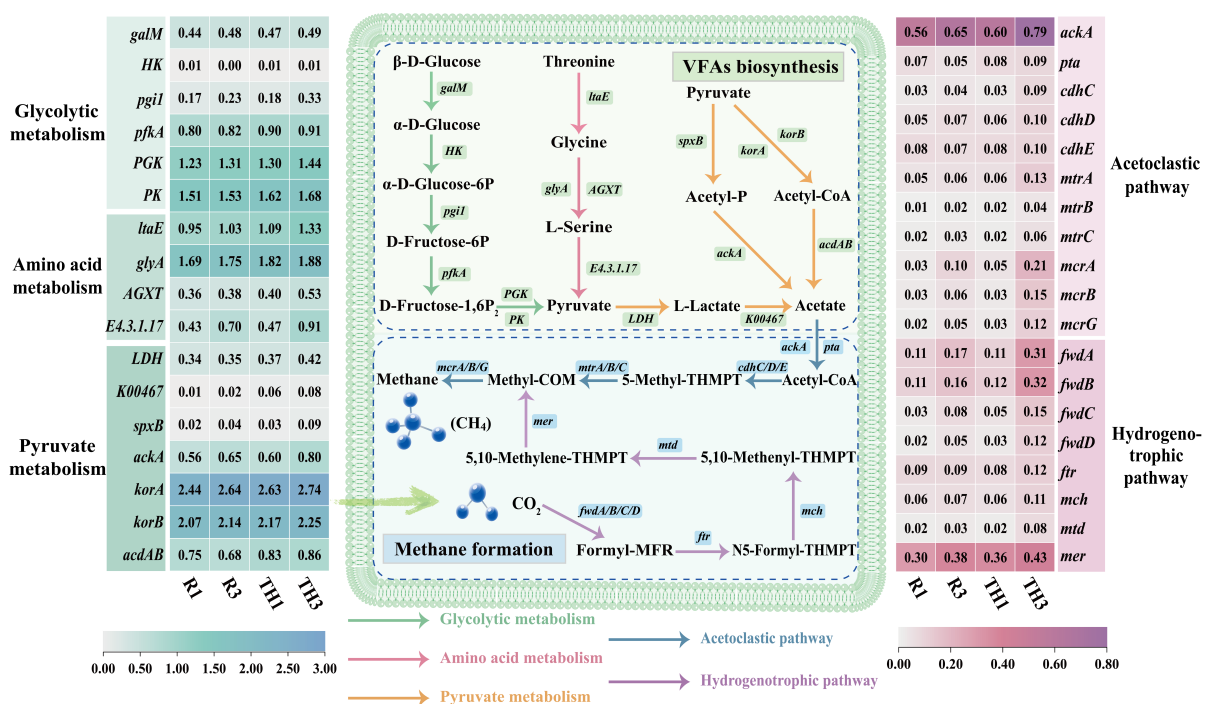 Glycolytic
metabolism
galM 0.44 0.48 0.47 0.49
HK 0.01 0.00 0.01 0.01
pgi1 0.17 0.23 0.18 0.33
pfkA 0.80 0.82 0.90 0.91
PGK 1.23 1.31 1.30 1.44
PK 1.51 1.53 1.62 1.68
Amino acid
metabolism
ltaE 0.95 1.03 1.09 1.33
glyA 1.69 1.75 1.82 1.88
AGXT 0.36 0.38 0.40 0.53
E4.3.1.17 0.43 0.70 0.47 0.91
Pyruvate
metabolism
LDH 0.34 0.35 0.37 0.42
K00467 0.01 0.02 0.06 0.08
spxB 0.02 0.04 0.03 0.09
ackA 0.56 0.65 0.60 0.80
korA 2.44 2.64 2.63 2.74
korB 2.07 2.14 2.17 2.25
acdAB 0.75 0.68 0.83 0.86
R1 R3 TH1 TH3
0.00 1.00 2.00 2.50 3.00
β-D-Glucose
galM
α-D-Glucose
HK
α-D-Glucose-6P
pgi1
D-Fructose-6P
pfkA
D-Fructose-1,6P2
PGK
PK
Threonine
ltaE
Glycine
glyA AGXT
L-Serine
E4.3.1.17
Pyruvate
LDH
L-Lactate
K00467
Acetate
VFAs biosynthesis
Pyruvate
spxB
korB
korA
Acetyl-P
Acetyl-CoA
ackA
acdAB
ackA pta
Methane
mcrA/B/G
Methyl-COM
mtrA/B/C
5-Methyl-THMPT
cdhC/D/E
Acetyl-CoA
(CH4)
mer
5,10-Methylene-THMPT
mtd
5,10-Methenyl-THMPT
CO2
fwdA/B/C/D
mch
Methane formation
Formyl-MFR
ftr
N5-Formyl-THMPT
Glycolytic metabolism
Amino acid metabolism
Pyruvate metabolism
Acetoclastic pathway
Hydrogenotrophic pathway
0.56 0.65 0.60 0.79 ackA
0.07 0.05 0.08 0.09 pta
0.03 0.04 0.03 0.09 cdhC
0.05 0.07 0.06 0.10 cdhD
0.08 0.07 0.08 0.10 cdhE
0.05 0.06 0.06 0.13 mtrA
0.01 0.02 0.02 0.04 mtrB
0.02 0.03 0.02 0.06 mtrC
0.03 0.10 0.05 0.21 mcrA
0.03 0.06 0.03 0.15 mcrB
0.02 0.05 0.03 0.12 mcrG
Acetoclastic
pathway
0.11 0.17 0.11 0.31 fwdA
0.11 0.16 0.12 0.32 fwdB
0.03 0.08 0.05 0.15 fwdC
0.02 0.05 0.03 0.12 fwdD
0.09 0.09 0.08 0.12 ftr
0.06 0.07 0.06 0.11 mch
0.02 0.03 0.02 0.08 mtd
0.30 0.38 0.36 0.43 mer
Hydrogeno-
trophic
pathway
R1 R3 TH1 TH3
0.00 0.20 0.40 0.60 0.80